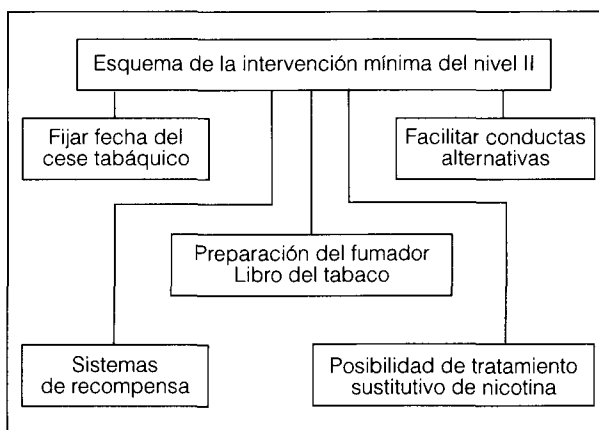 Esquema de la intervención mínima del nivel II
Fijar fecha del
cese tabáquico
Facilitar conductas
alternativas
Preparación del fumador
Libro del tabaco
Sistemas
de recompensa
Posibilidad de tratamiento
sustitutivo de nicotina